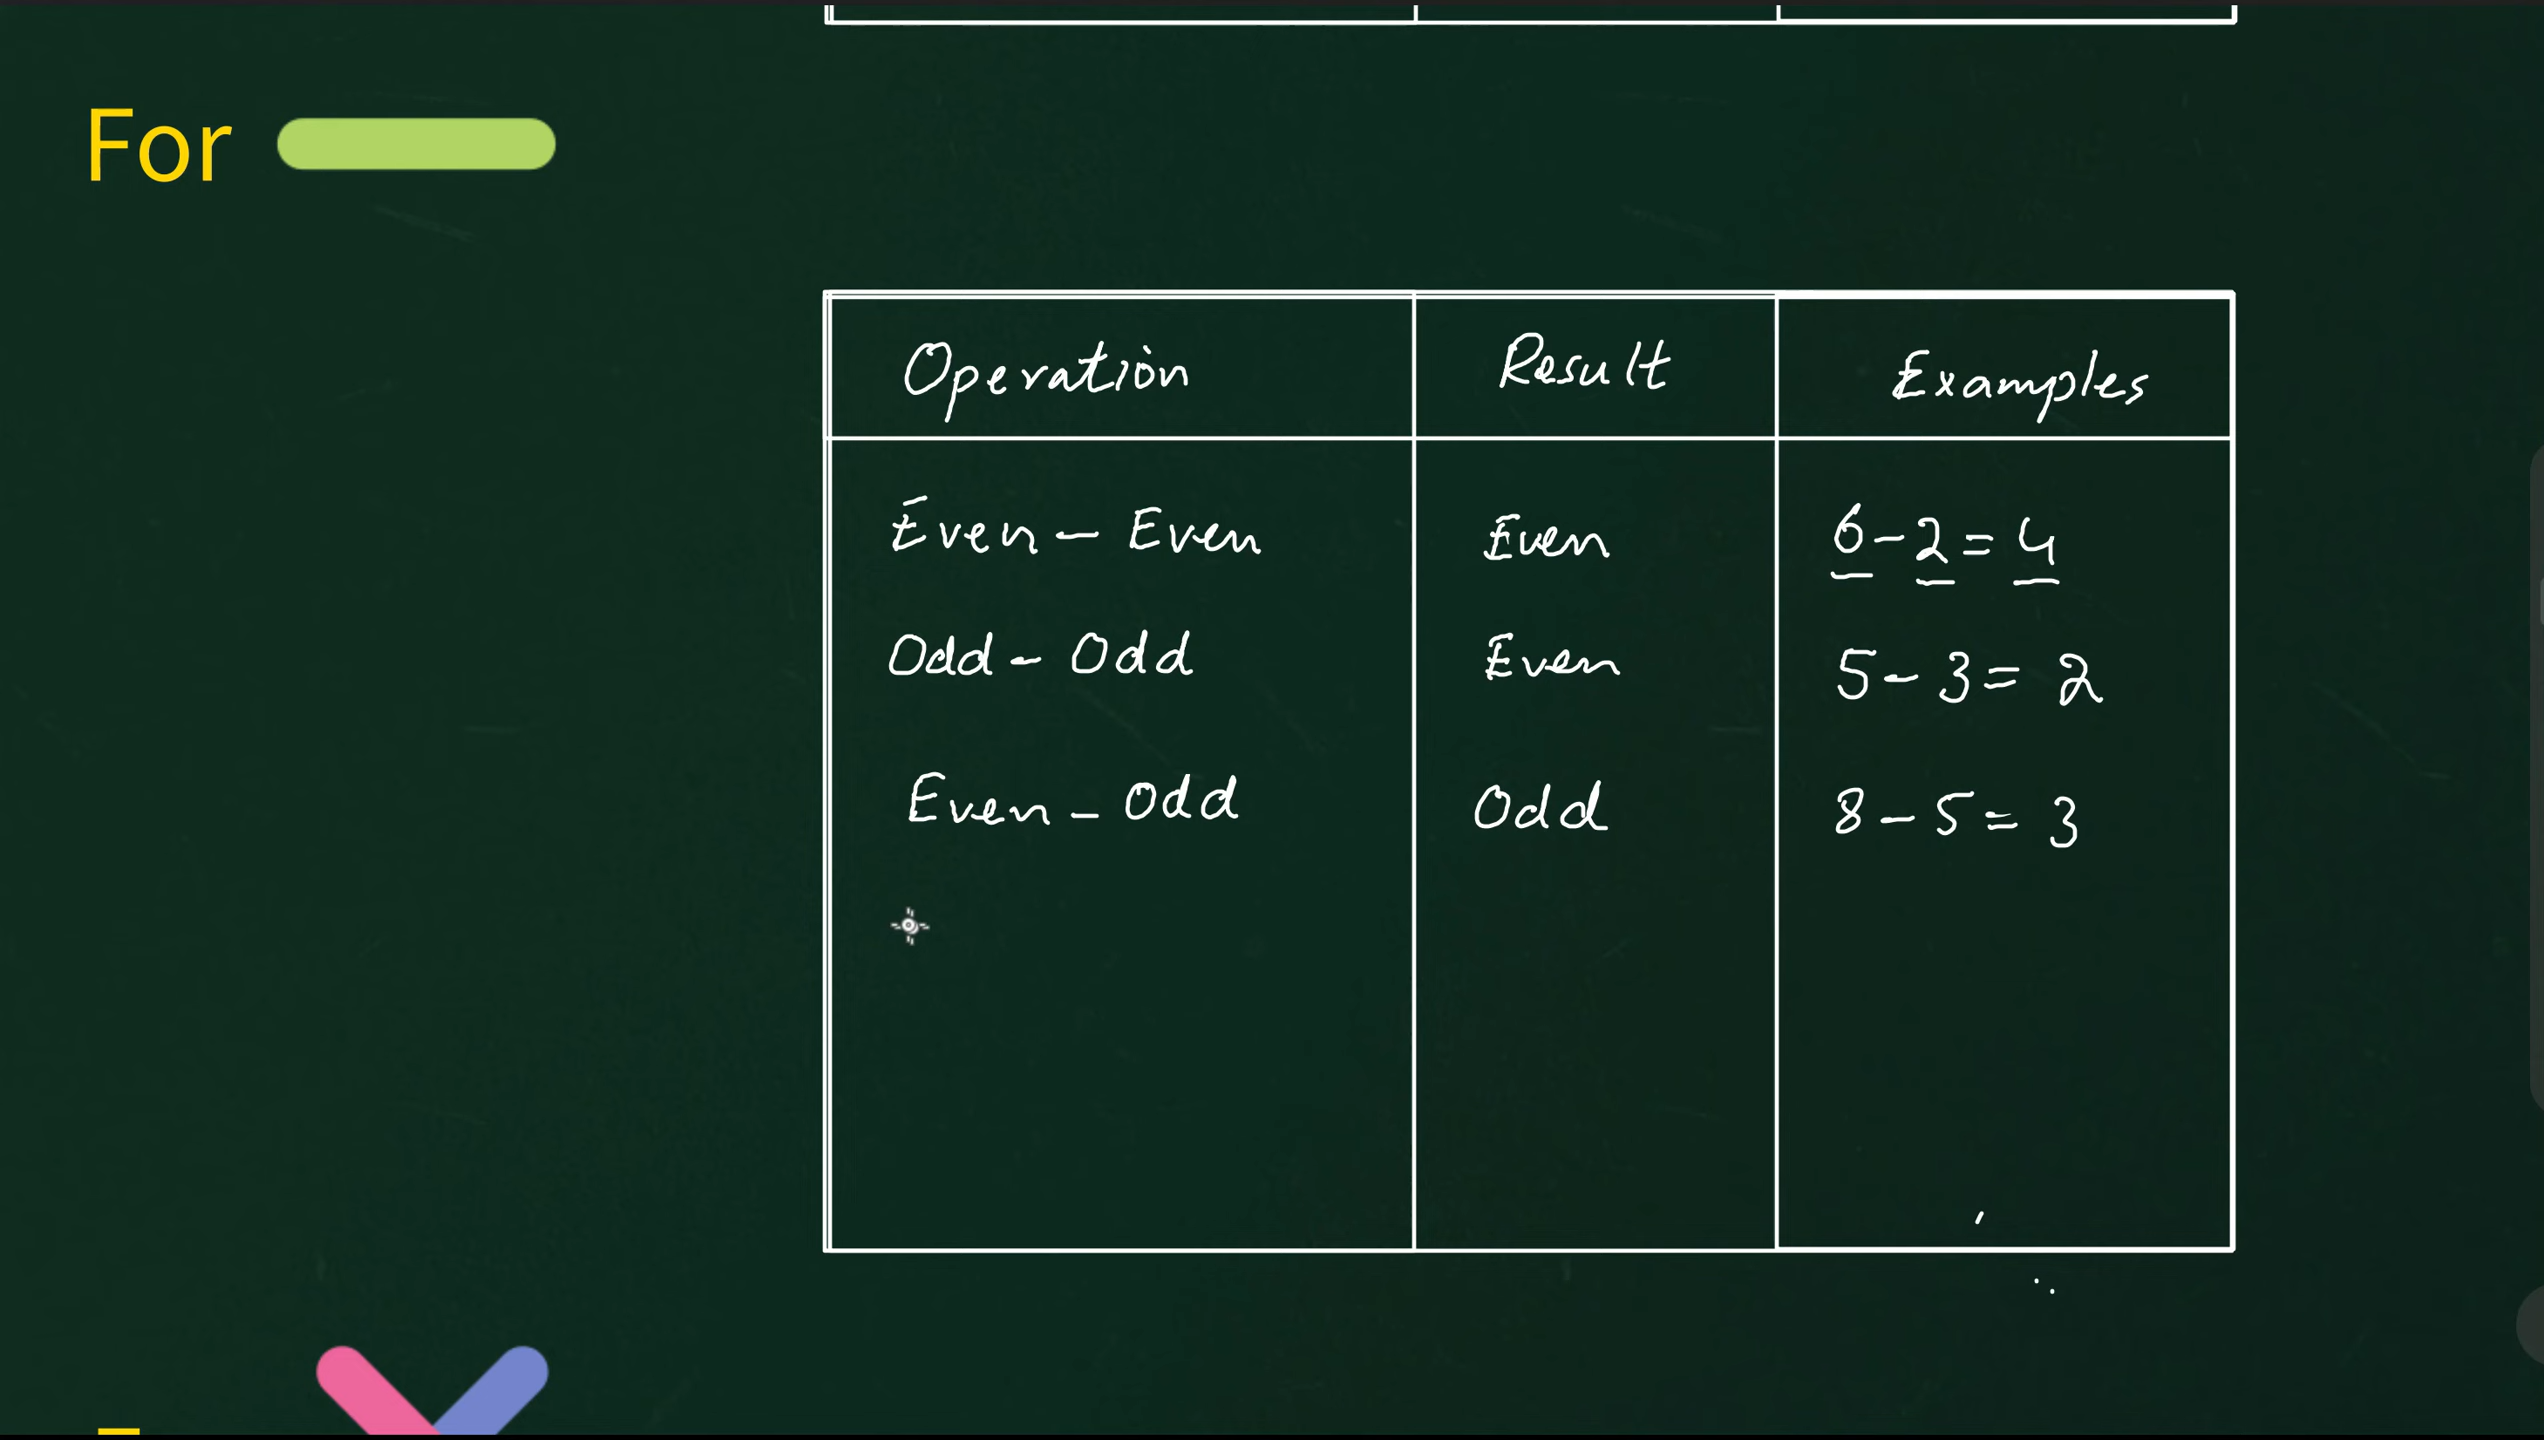 For
Operation Result Examples
Even – Even Even 6 – 2 = 4
Odd – Odd Even 5 – 3 = 2
Even – Odd Odd 8 – 5 = 3